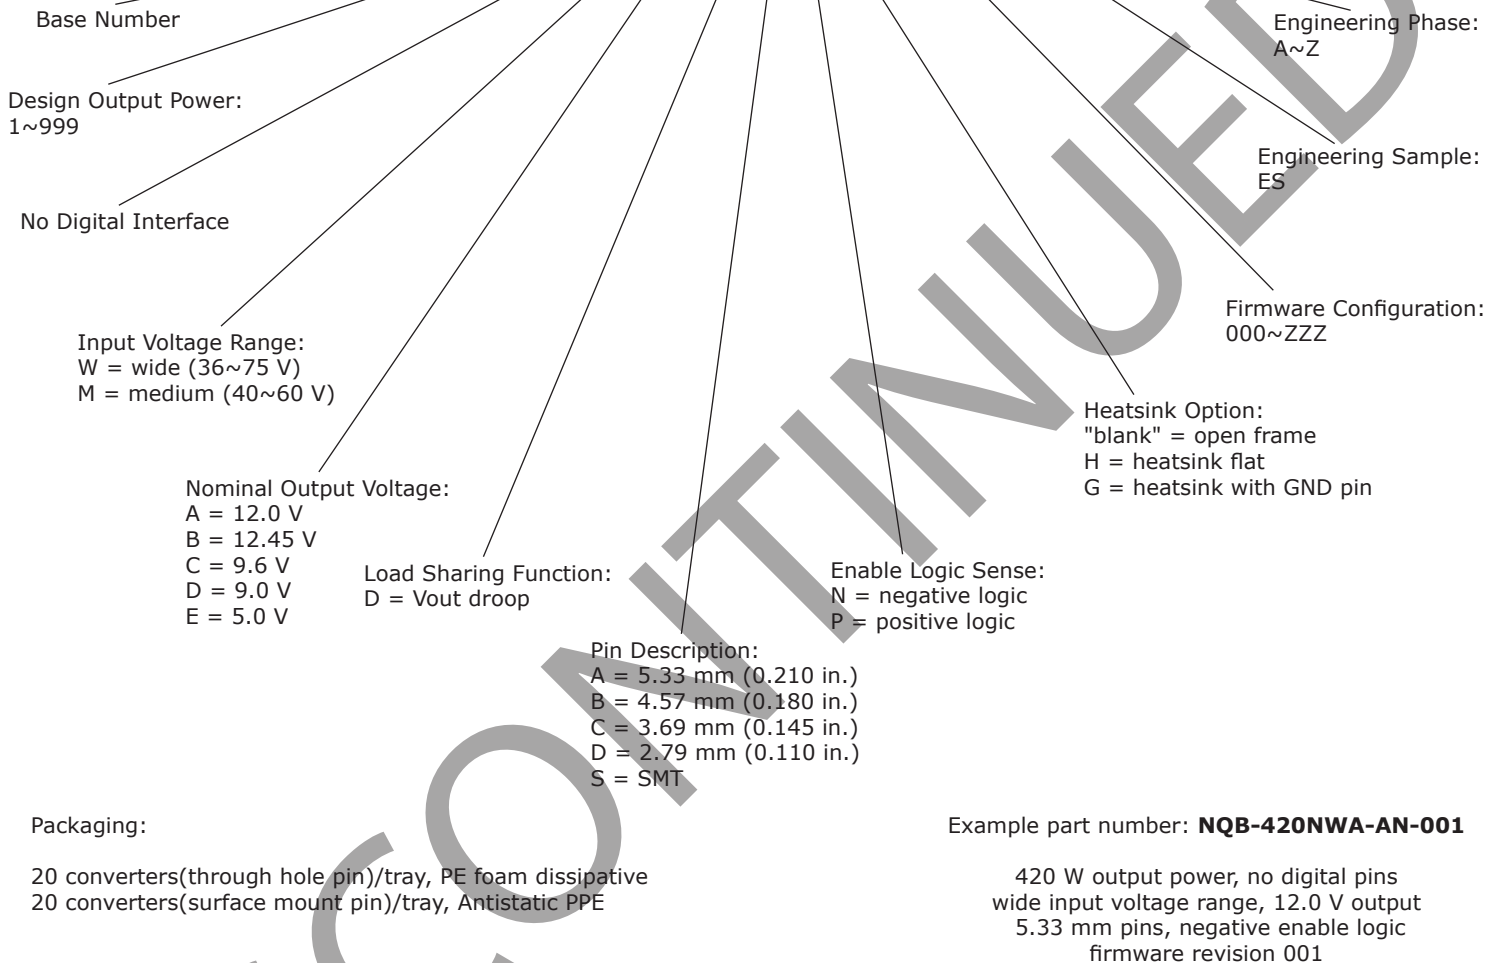 Base Number
Engineering Phase:
A~Z
Design Output Power:
1~999
Engineering Sample:
ES
No Digital Interface
Firmware Configuration:
000~ZZZ
Input Voltage Range:
W = wide (36~75 V)
M = medium (40~60 V)
Heatsink Option:
"blank" = open frame
H = heatsink flat
G = heatsink with GND pin
Nominal Output Voltage:
A = 12.0 V
B = 12.45 V
C = 9.6 V
D = 9.0 V
E = 5.0 V
Load Sharing Function:
D = Vout droop
Enable Logic Sense:
N = negative logic
P = positive logic
Pin Description:
A = 5.33 mm (0.210 in.)
B = 4.57 mm (0.180 in.)
C = 3.69 mm (0.145 in.)
D = 2.79 mm (0.110 in.)
S = SMT
Packaging:
20 converters(through hole pin)/tray, PE foam dissipative
20 converters(surface mount pin)/tray, Antistatic PPE
Example part number: NQB-420NWA-AN-001
420 W output power, no digital pins
wide input voltage range, 12.0 V output
5.33 mm pins, negative enable logic
firmware revision 001
CONTINUED